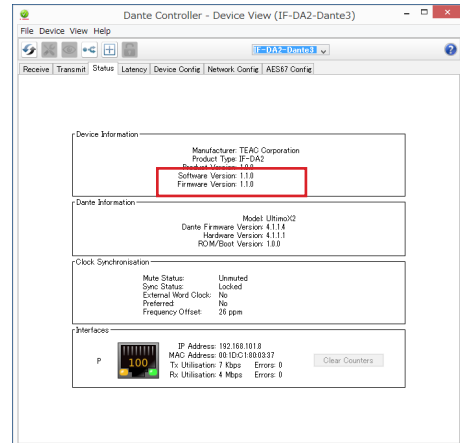 Dante Controller - Device View (IF-DA2-Dante3)
File Device View Help
IF-DA2-Dante3
Receive Transmit Status Latency Device Config Network Config AES67 Config
Device Information
Manufacturer: TEAC Corporation
Product Type: IF-DA2
Product Version: 1.0.0
Software Version: 1.1.0
Firmware Version: 1.1.0
Dante Information
Model: UltimoX2
Dante Firmware Version: 4.1.1.4
Hardware Version: 4.1.1.1
ROM/Boot Version: 1.0.0
Clock Synchronisation
Mute Status: Unmuted
Sync Status: Locked
External Word Clock: No
Preferred: No
Frequency Offset: 26 ppm
Interfaces
P
100
IP Address: 192.168.101.8
MAC Address: 00:1D:C1:80:03:37
Tx Utilisation: 7 Kbps Errors: 0
Rx Utilisation: 4 Mbps Errors: 0
Clear Counters